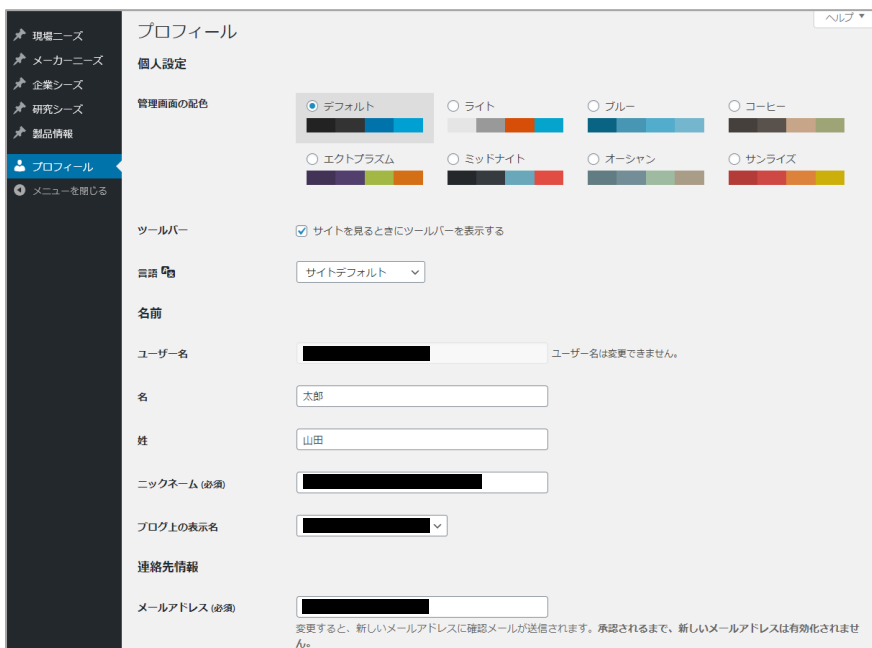 ヘルプ ▼
現場ニーズ
メーカーニーズ
企業シーズ
研究シーズ
製品情報
プロフィール
メニューを閉じる
プロフィール
個人設定
管理画面の配色
デフォルト
ライト
ブルー
コーヒー
エクトプラズム
ミッドナイト
オーシャン
サンライズ
ツールバー
サイトを見るときにツールバーを表示する
言語
サイトデフォルト
名前
ユーザー名
ユーザー名は変更できません。
名
太郎
姓
山田
ニックネーム (必須)
ブログ上の表示名
連絡先情報
メールアドレス (必須)
変更すると、新しいメールアドレスに確認メールが送信されます。承認されるまで、新しいメールアドレスは有効化されませ
ん。